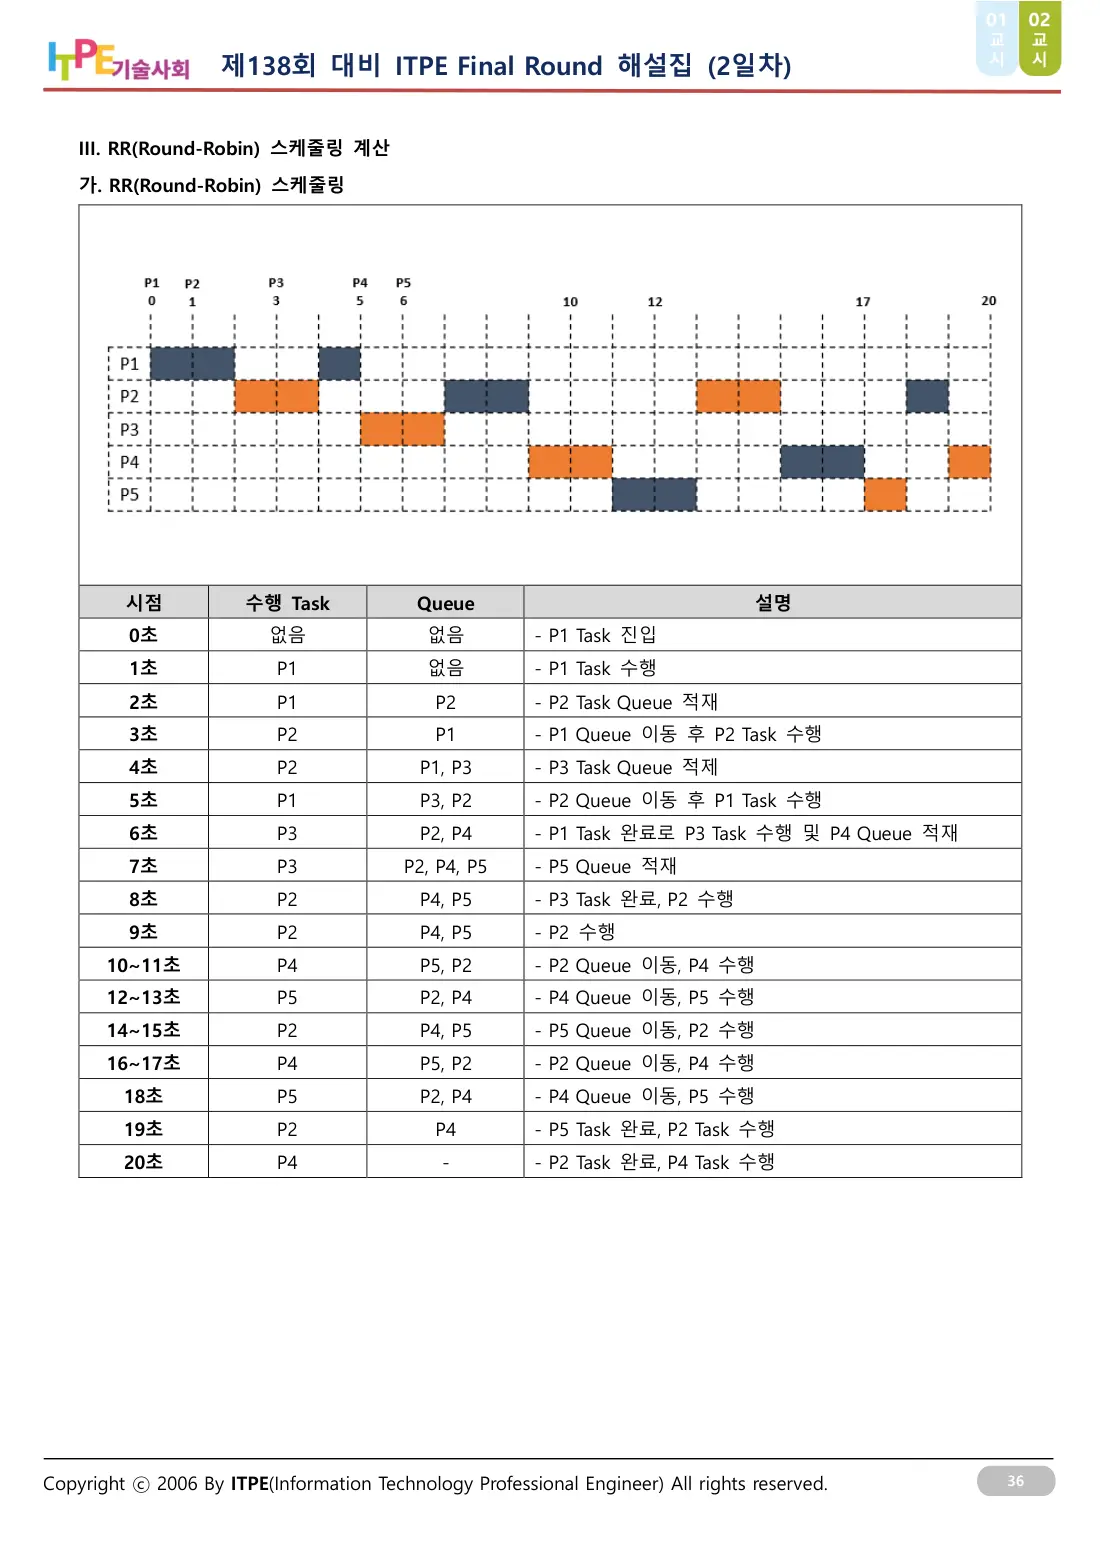 01
교
시
02
교
시
ITPE기술사회 제138회 대비 ITPE Final Round 해설집 (2일차)
III. RR(Round-Robin) 스케줄링 계산
가. RR(Round-Robin) 스케줄링
P1 P2 P3 P4 P5
0 1 3 5 6 10 12 17 20
P1
P2
P3
P4
P5
시점 수행 Task Queue 설명
0초 없음 없음 - P1 Task 진입
1초 P1 없음 - P1 Task 수행
2초 P1 P2 - P2 Task Queue 적재
3초 P2 P1 - P1 Queue 이동 후 P2 Task 수행
4초 P2 P1, P3 - P3 Task Queue 적제
5초 P1 P3, P2 - P2 Queue 이동 후 P1 Task 수행
6초 P3 P2, P4 - P1 Task 완료로 P3 Task 수행 및 P4 Queue 적재
7초 P3 P2, P4, P5 - P5 Queue 적재
8초 P2 P4, P5 - P3 Task 완료, P2 수행
9초 P2 P4, P5 - P2 수행
10~11초 P4 P5, P2 - P2 Queue 이동, P4 수행
12~13초 P5 P2, P4 - P4 Queue 이동, P5 수행
14~15초 P2 P4, P5 - P5 Queue 이동, P2 수행
16~17초 P4 P5, P2 - P2 Queue 이동, P4 수행
18초 P5 P2, P4 - P4 Queue 이동, P5 수행
19초 P2 P4 - P5 Task 완료, P2 Task 수행
20초 P4 - - P2 Task 완료, P4 Task 수행
Copyright ⓒ 2006 By ITPE(Information Technology Professional Engineer) All rights reserved. 36